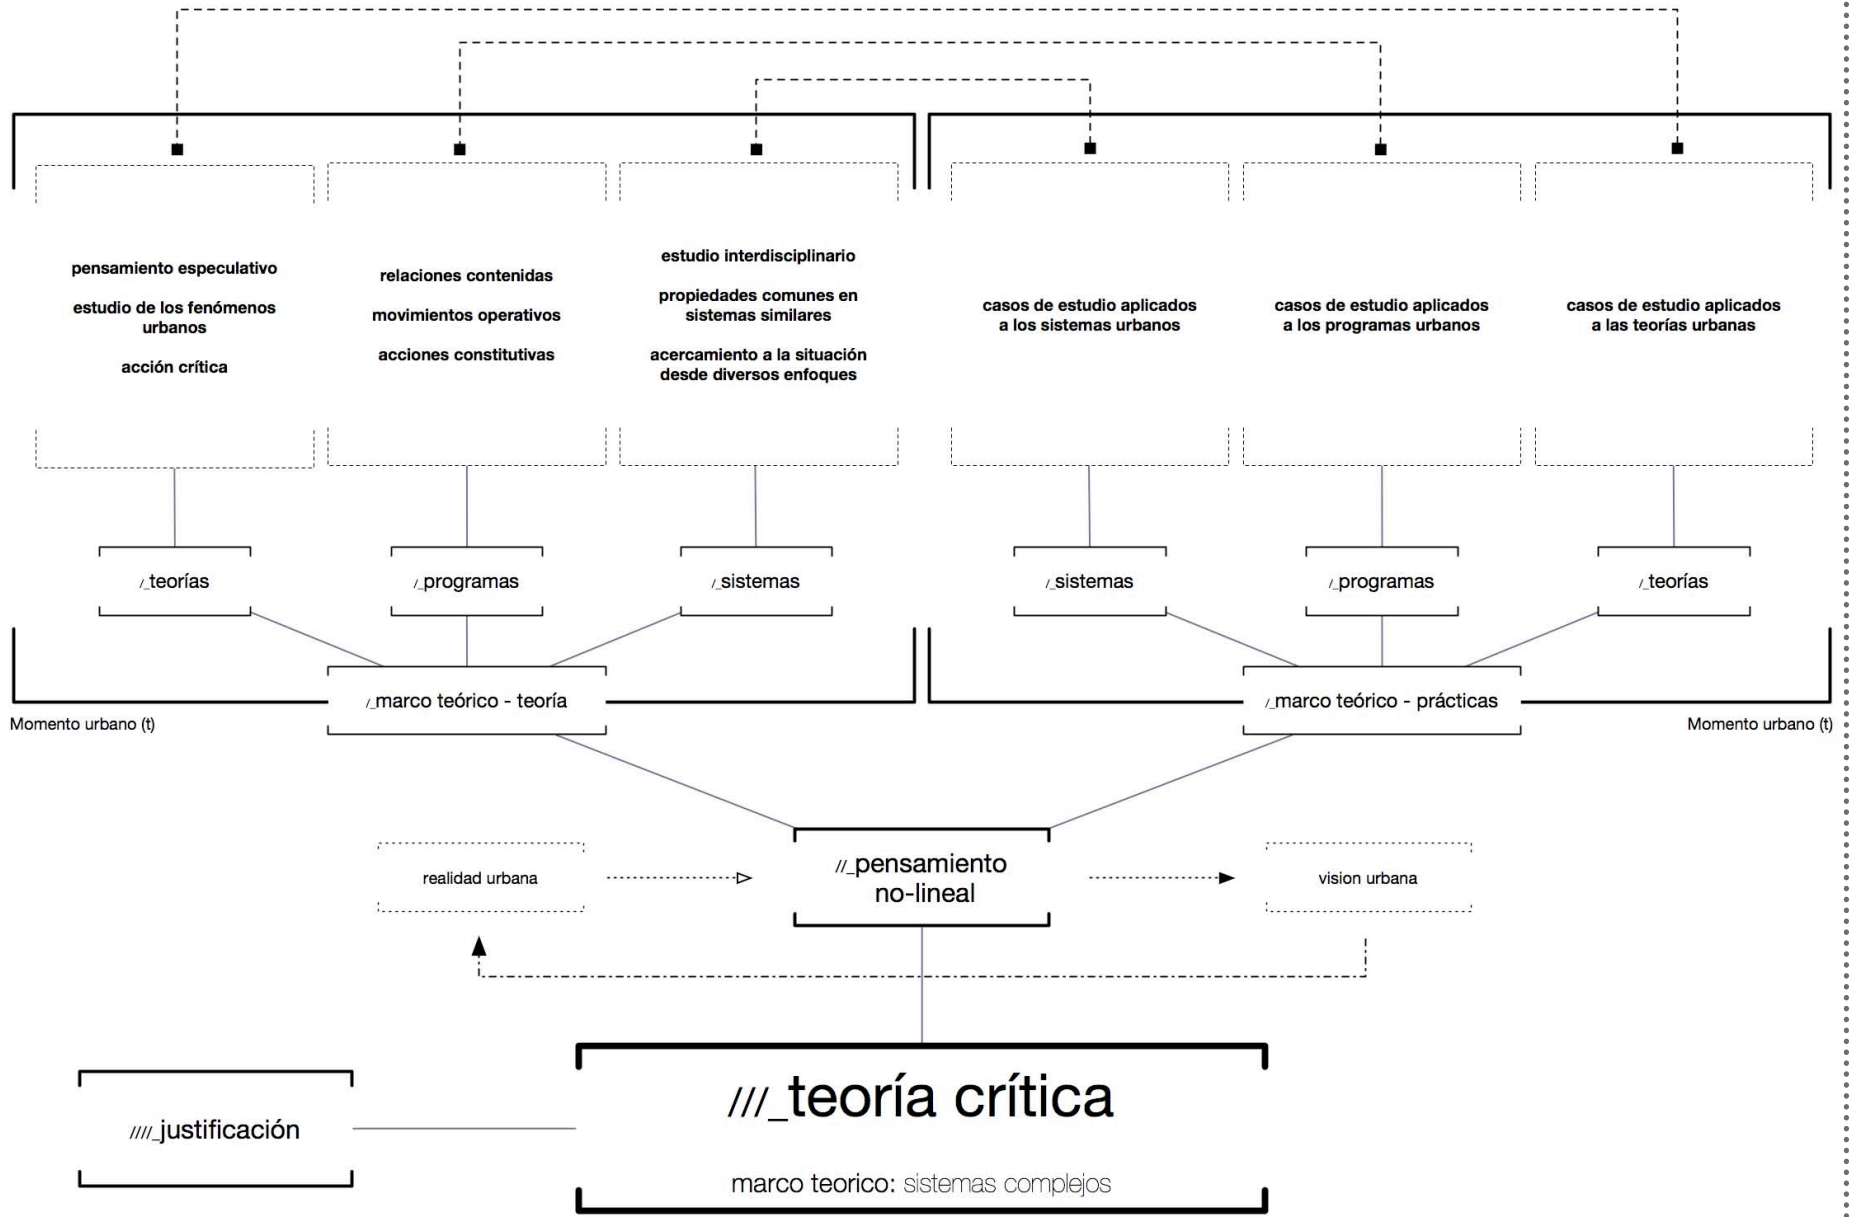 pensamiento especulativo
estudio de los fenómenos
urbanos
acción crítica
relaciones contenidas
movimientos operativos
acciones constitutivas
estudio interdisciplinario
propiedades comunes en
sistemas similares
acercamiento a la situación
desde diversos enfoques
casos de estudio aplicados
a los sistemas urbanos
casos de estudio aplicados
a los programas urbanos
casos de estudio aplicados
a las teorías urbanas
/_teorías
/_programas
/_sistemas
/_sistemas
/_programas
/_teorías
/_marco teórico - teoría
/_marco teórico - prácticas
Momento urbano (t)
Momento urbano (t)
realidad urbana
//_pensamiento
no-lineal
vision urbana
///_teoría crítica
////_justificación
marco teorico: sistemas complejos